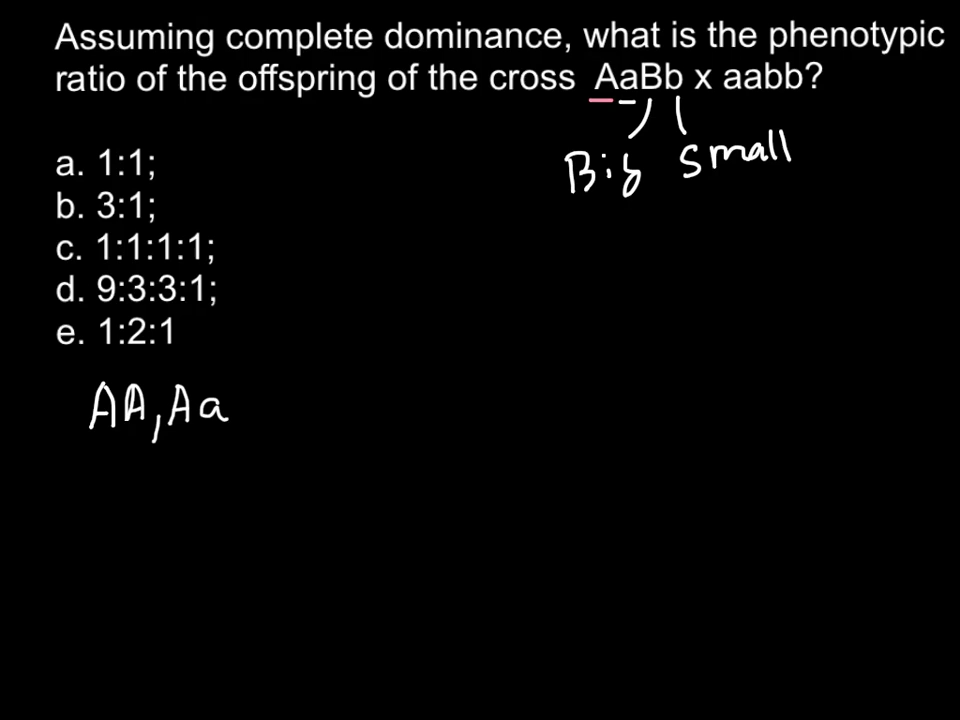 Assuming complete dominance, what is the phenotypic
ratio of the offspring of the cross AaBb x aabb?
Big small
a. 1:1;
b. 3:1;
c. 1:1:1:1;
d. 9:3:3:1;
e. 1:2:1
AA, Aa